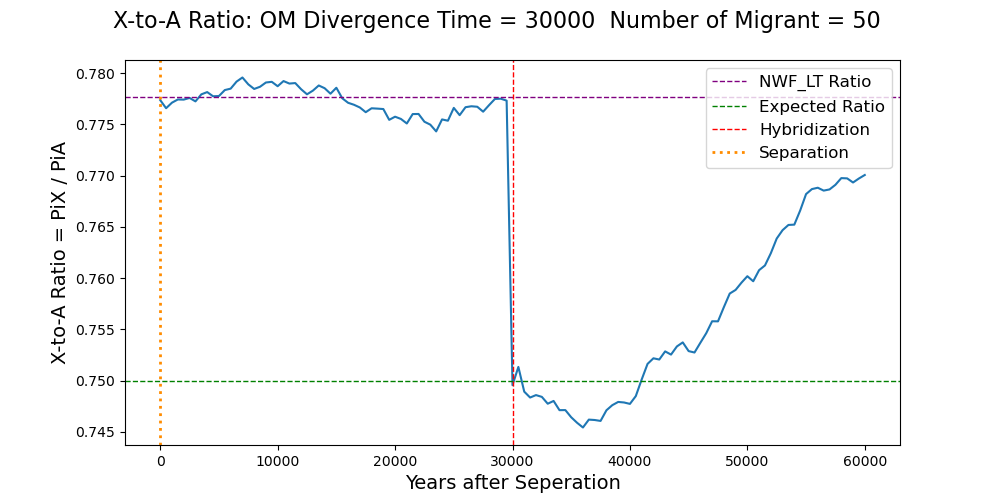 X-to-A Ratio: OM Divergence Time = 30000  Number of Migrant = 50
X-to-A Ratio = PiX / PiA
0.780
0.775
0.770
0.765
0.760
0.755
0.750
0.745
NWF_LT Ratio
Expected Ratio
Hybridization
Separation
0 10000 20000 30000 40000 50000 60000
Years after Seperation